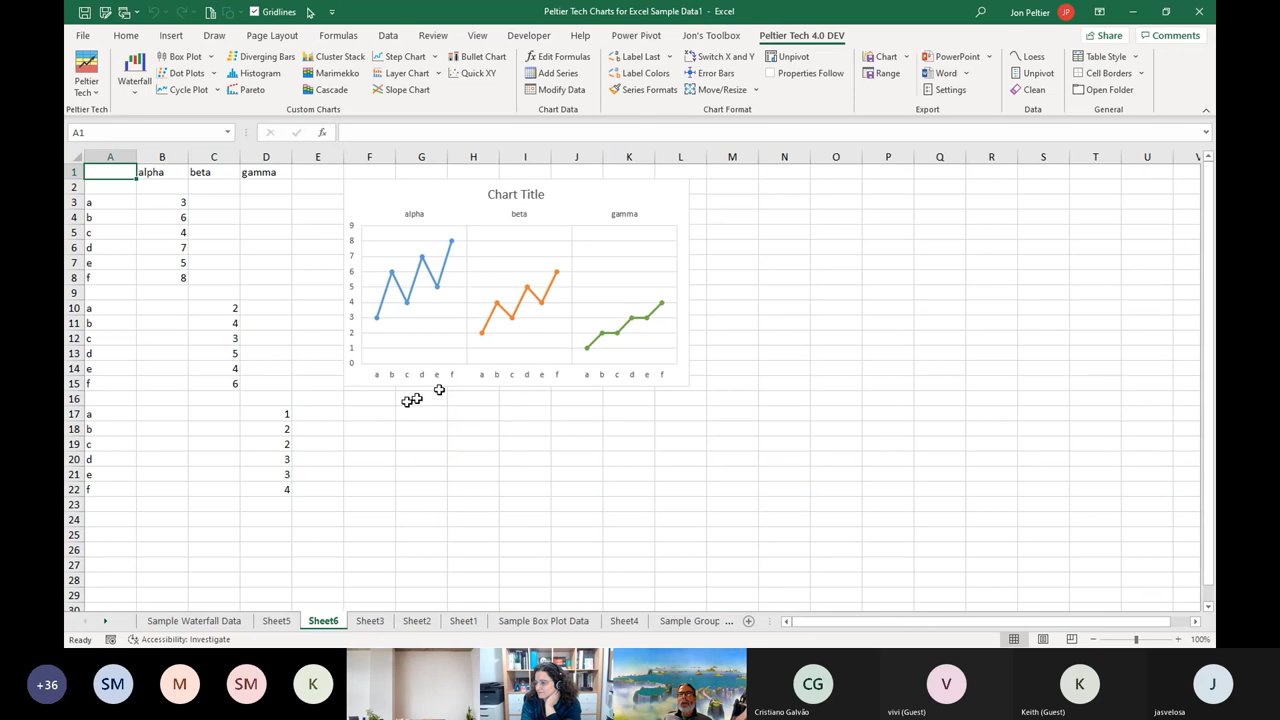 Gridlines
Peltier Tech Charts for Excel Sample Data1 - Excel
Jon Peltier
JP
File Home Insert Draw Page Layout Formulas Data Review View Developer Help Power Pivot Jon's Toolbox Peltier Tech 4.0 DEV
Share
Comments
Peltier Tech
Waterfall
Box Plot Diverging Bars Cluster Stack Step Chart Bullet Chart
Dot Plots Histogram Marimekko Layer Chart Quick XY
Cycle Plot Pareto Cascade Slope Chart
Edit Formulas
Add Series
Modify Data
Label Last Switch X and Y Unpivot
Label Colors Error Bars Properties Follow
Series Formats Move/Resize
Chart PowerPoint
Range Word
Settings
Loess
Unpivot
Clean
Table Style
Cell Borders
Open Folder
Peltier Tech Custom Charts Chart Data Chart Format Export Data General
A1
A B C D E F G H I J K L M N O P Q R S T U V
1 alpha beta gamma
2
3 a 3
4 b 6
5 c 4
6 d 7
7 e 5
8 f 8
9
10 a 2
11 b 4
12 c 3
13 d 5
14 e 4
15 f 6
16
17 a 1
18 b 2
19 c 2
20 d 3
21 e 3
22 f 4
23
24
25
26
27
28
29
30
Chart Title
alpha beta gamma
9
8
7
6
5
4
3
2
1
0
a b c d e f a b c d e f a b c d e f
Sample Waterfall Data Sheet5 Sheet6 Sheet3 Sheet2 Sheet1 Sample Box Plot Data Sheet4 Sample Group ...
Ready Accessibility: Investigate 100%
+36 SM M SM K CG V K J
Cristiano Galvão vivi (Guest) Keith (Guest) jasvelosa